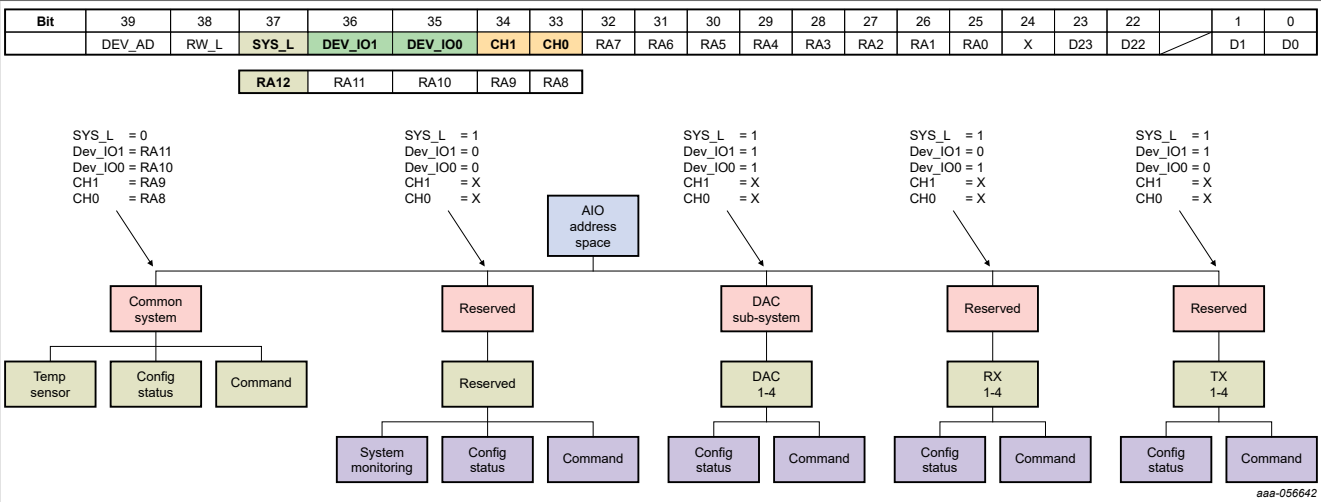 Bit 39 38 37 36 35 34 33 32 31 30 29 28 27 26 25 24 23 22 1 0
DEV_AD RW_L SYS_L DEV_IO1 DEV_IO0 CH1 CH0 RA7 RA6 RA5 RA4 RA3 RA2 RA1 RA0 X D23 D22 D1 D0
RA12 RA11 RA10 RA9 RA8
SYS_L = 0
Dev_IO1 = RA11
Dev_IO0 = RA10
CH1 = RA9
CH0 = RA8
SYS_L = 1
Dev_IO1 = 0
Dev_IO0 = 0
CH1 = X
CH0 = X
SYS_L = 1
Dev_IO1 = 1
Dev_IO0 = 1
CH1 = X
CH0 = X
SYS_L = 1
Dev_IO1 = 0
Dev_IO0 = 1
CH1 = X
CH0 = X
SYS_L = 1
Dev_IO1 = 1
Dev_IO0 = 0
CH1 = X
CH0 = X
AIO
address
space
Common
system
Reserved
DAC
sub-system
Reserved
Reserved
Temp
sensor
Config
status
Command
Reserved
DAC
1-4
RX
1-4
TX
1-4
System
monitoring
Config
status
Command
Config
status
Command
Config
status
Command
Config
status
Command
aaa-056642